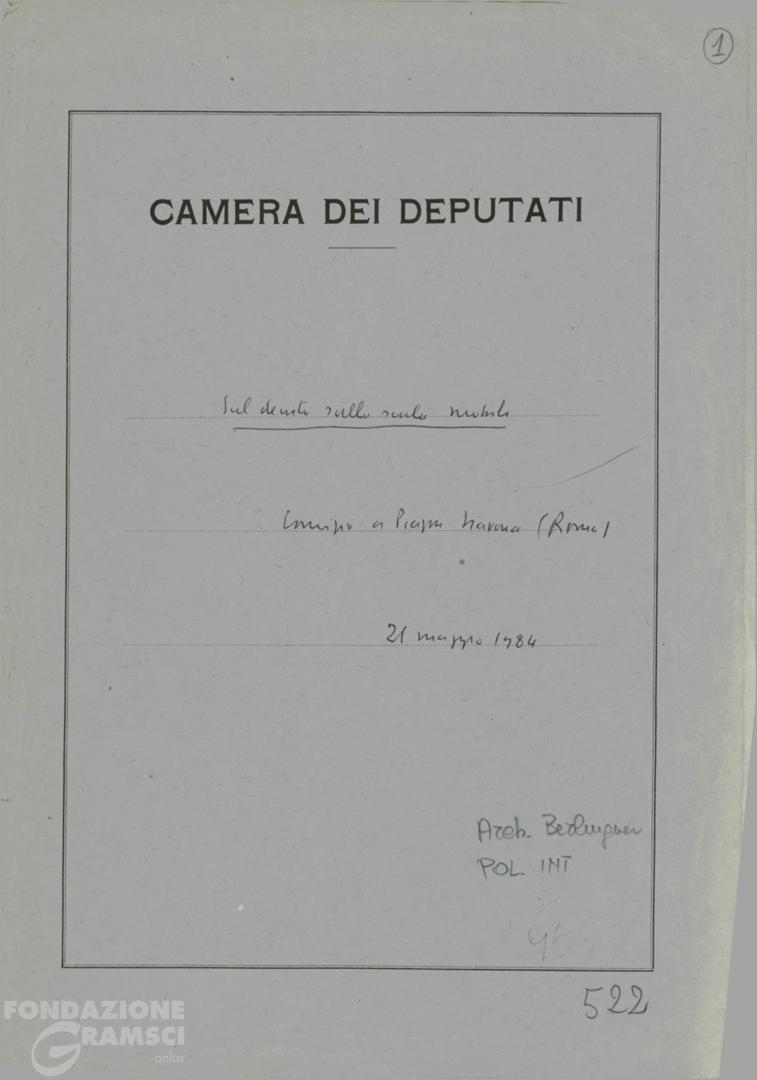 1
CAMERA DEI DEPUTATI
Sul decreto sulla scala mobile
Comizio a Piazza Navona (Roma)
21 maggio 1984
Arch. Berlinguer
POL. INT
522
FONDAZIONE
GRAMSCI
onlus